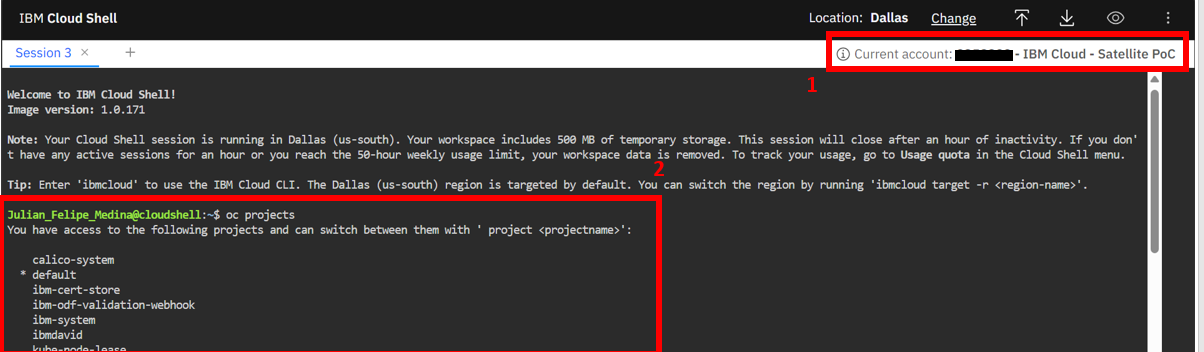 IBM Cloud Shell
Location: Dallas Change
Session 3 × +
Current account: - IBM Cloud - Satellite PoC
1
Welcome to IBM Cloud Shell!
Image version: 1.0.171
Note: Your Cloud Shell session is running in Dallas (us-south). Your workspace includes 500 MB of temporary storage. This session will close after an hour of inactivity. If you don'
t have any active sessions for an hour or you reach the 50-hour weekly usage limit, your workspace data is removed. To track your usage, go to Usage quota in the Cloud Shell menu.
2
Tip: Enter 'ibmcloud' to use the IBM Cloud CLI. The Dallas (us-south) region is targeted by default. You can switch the region by running 'ibmcloud target -r <region-name>'.
Julian_Felipe_Medina@cloudshell:~$ oc projects
You have access to the following projects and can switch between them with ' project <projectname>':
calico-system
* default
ibm-cert-store
ibm-odf-validation-webhook
ibm-system
ibmdavid
kube-node-lease